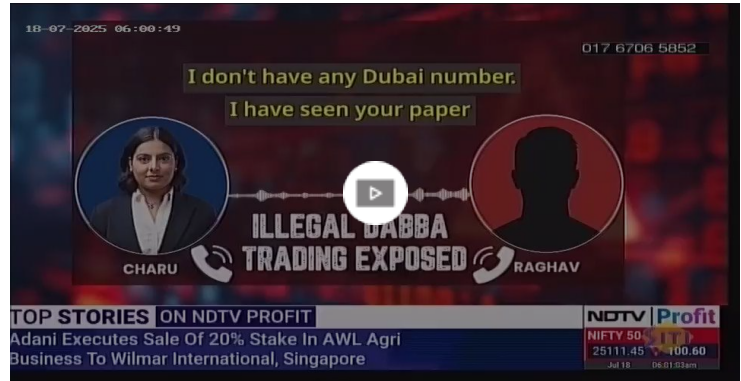 18-07-2025 06:00:49
017 6706 5852
I don't have any Dubai number.
I have seen your paper
ILLEGAL DABBA
TRADING EXPOSED
CHARU
RAGHAV
TOP STORIES ON NDTV PROFIT
Adani Executes Sale Of 20% Stake In AWL Agri
Business To Wilmar International, Singapore
NDTV Profit
NIFTY 50
SITI
25111.45 100.60
Jul 18 06:01:03am